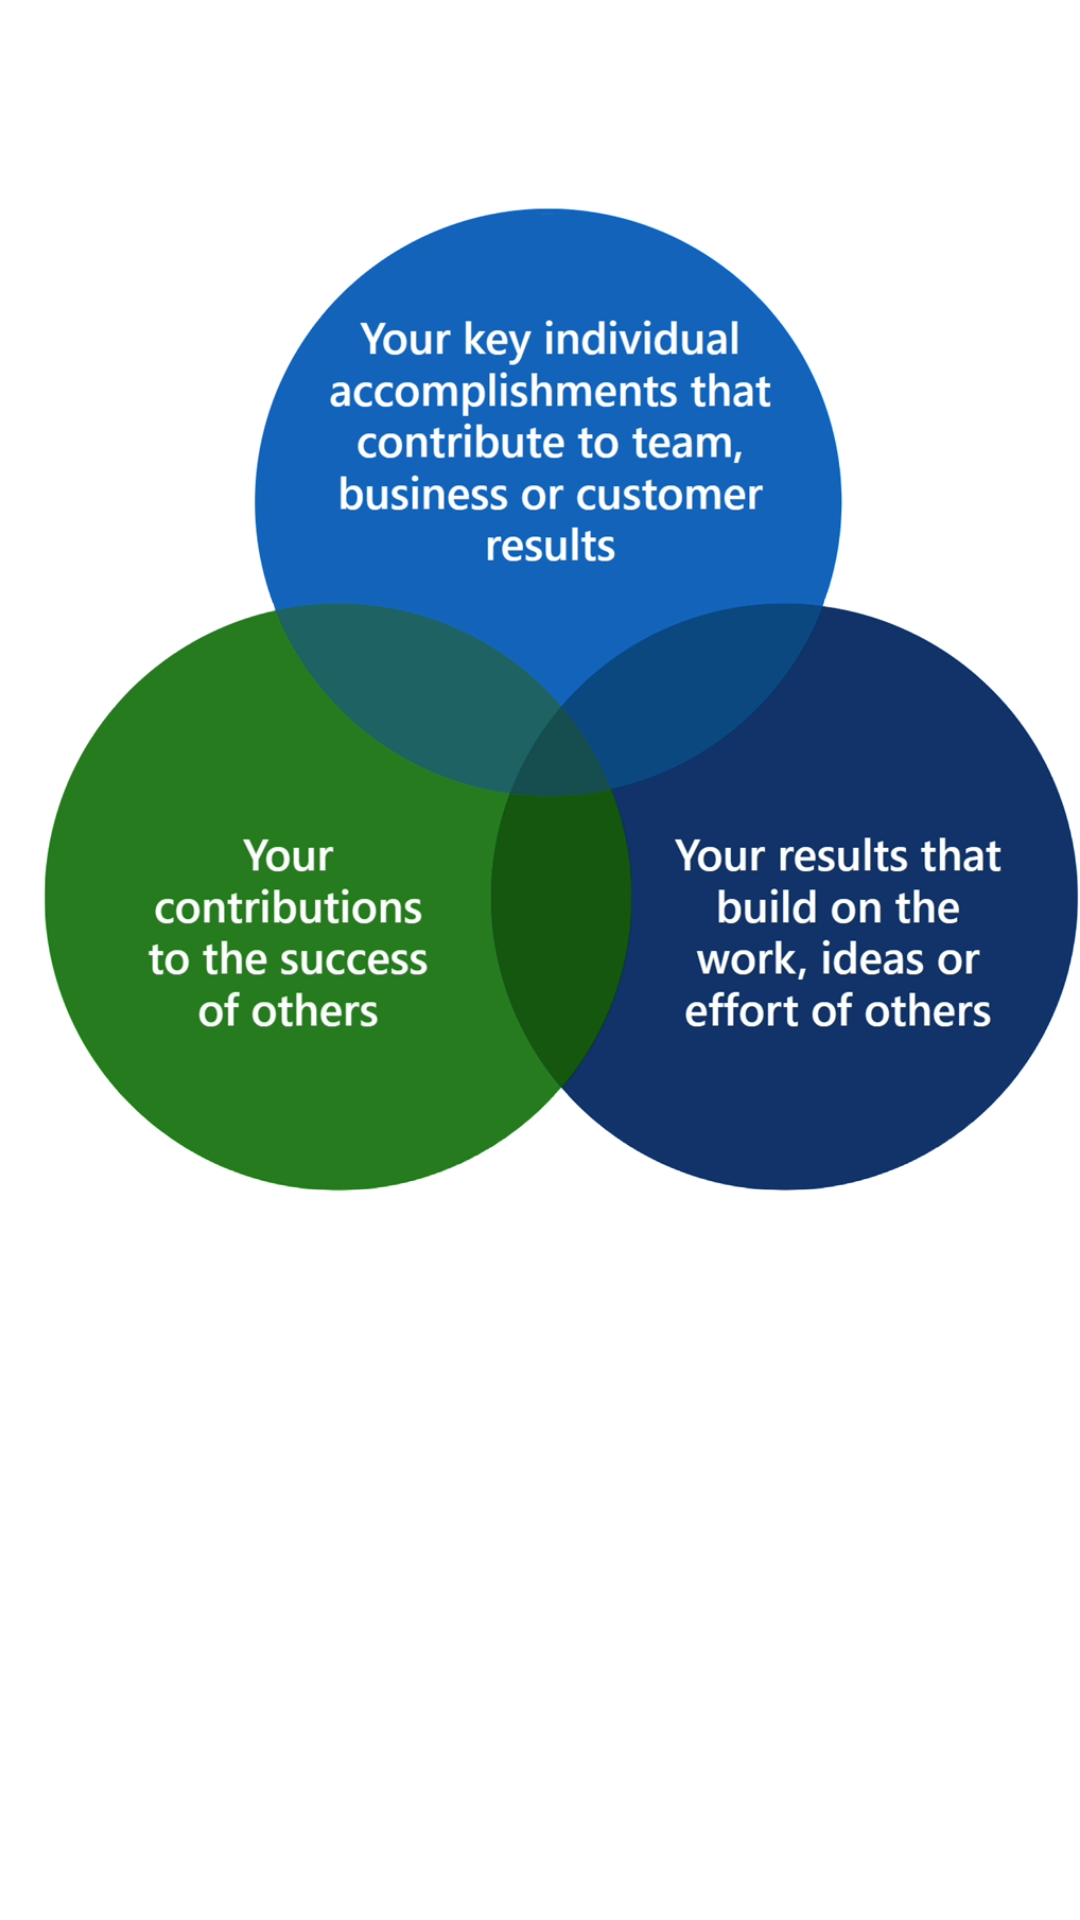 Your key individual
accomplishments that
contribute to team,
business or customer
results
Your
contributions
to the success
of others
Your results that
build on the
work, ideas or
effort of others